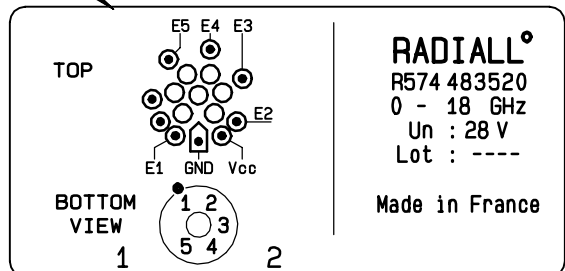 E5 E4 E3
TOP
E2
E1 GND Vcc
BOTTOM
VIEW
1 2
3
5 4
1 2
RADIALL°
R574 483520
0 - 18 GHz
Un : 28 V
Lot : ----
Made in France